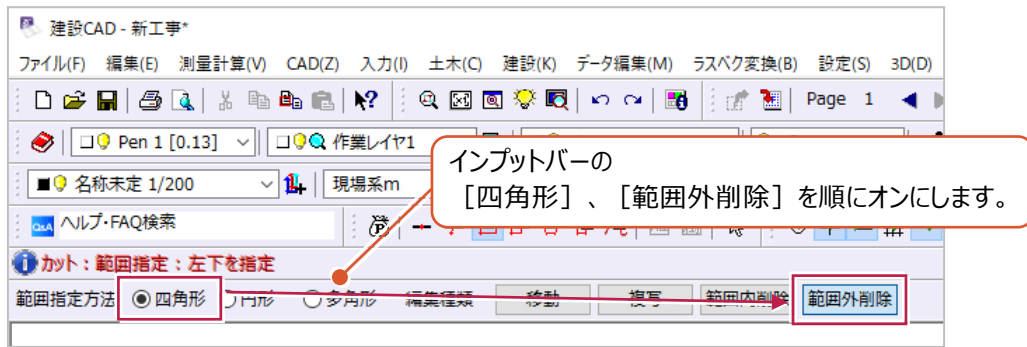 建設CAD - 新工事*
ファイル(F) 編集(E) 測量計算(V) CAD(Z) 入力(I) 土木(C) 建設(K) データ編集(M) ラスベク変換(B) 設定(S) 3D(D)
Page 1
Pen 1 [0.13] 作業レイヤ1
インプットバーの
［四角形］、［範囲外削除］を順にオンにします。
名称未定 1/200 現場系m
Q&A ヘルプ・FAQ検索
カット：範囲指定：左下を指定
範囲指定方法 四角形 円形 多角形 編集種類 移動 複写 範囲内削除 範囲外削除